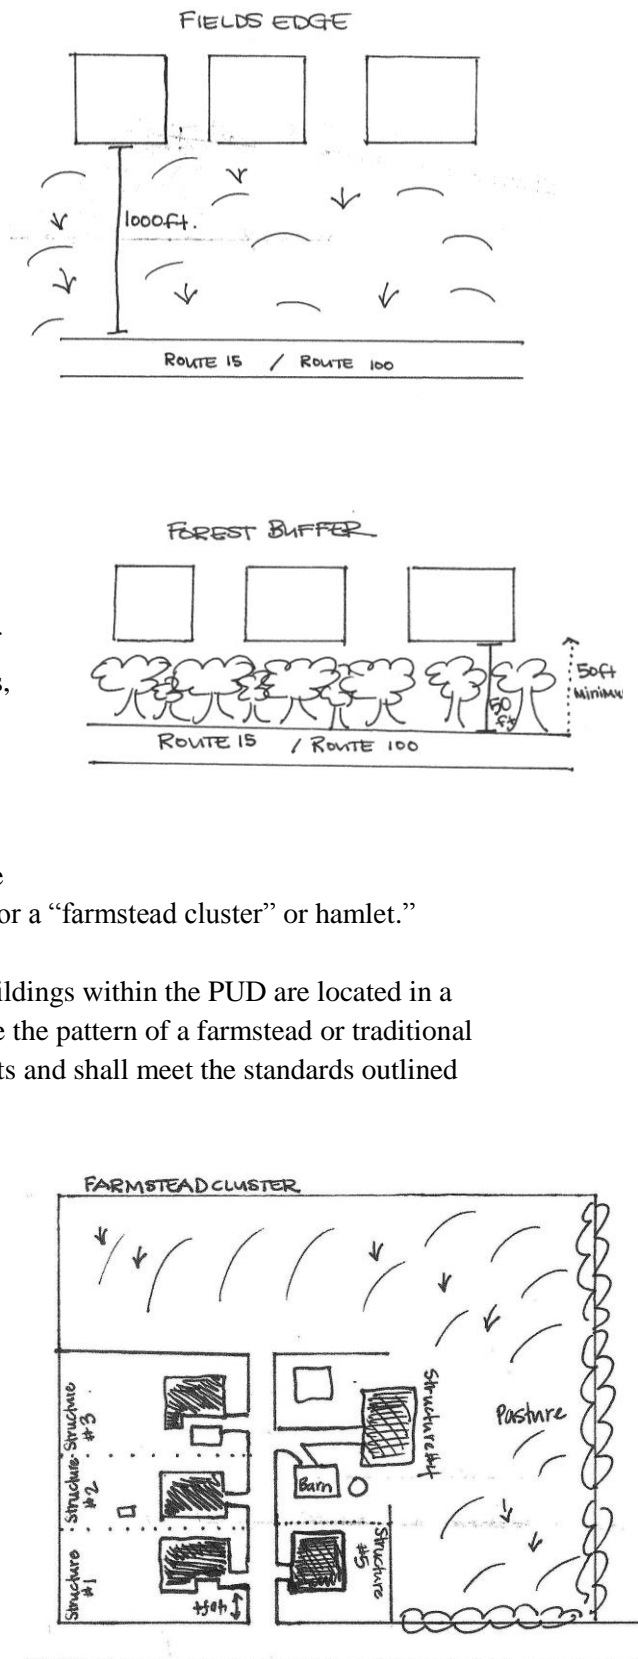 FIELDS EDGE
1000ft.
ROUTE 15 / ROUTE 100
FOREST BUFFER
.
s,
50ft
50
ft
ROUTE 15 / ROUTE 100
e
or a “farmstead cluster” or hamlet.”
ildings within the PUD are located in a
e the pattern of a farmstead or traditional
ts and shall meet the standards outlined
FARMSTEAD CLUSTER
Structure #3
Structure #2
Structure #1
40ft
Structure #4
Barn
Structure #5
Pasture